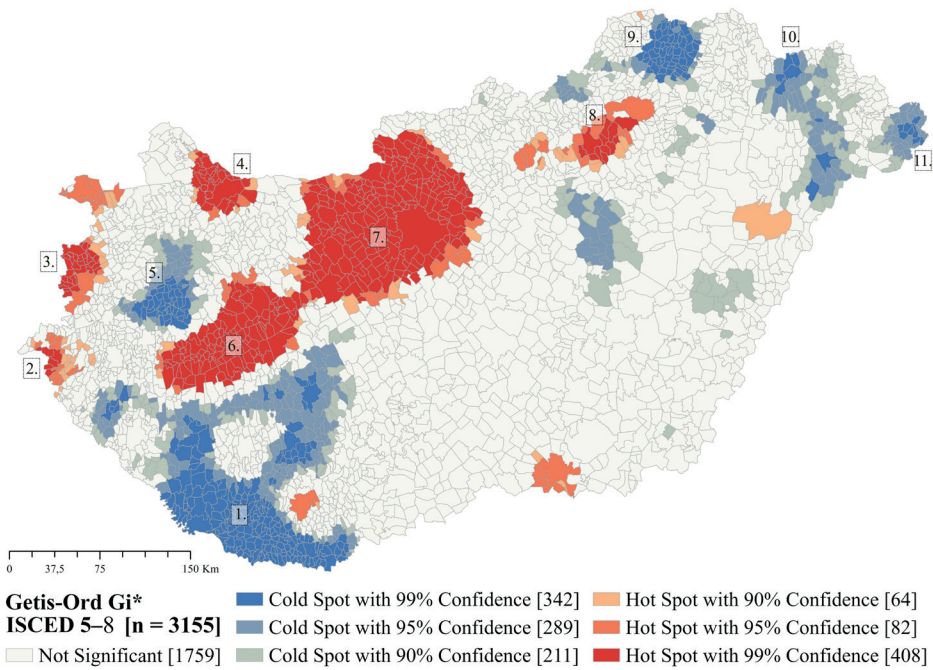 9.
10.
8.
4.
11.
7.
3.
5.
6.
2.
1.
0 37,5 75 150 Km
Getis-Ord Gi*
ISCED 5–8 [n = 3155]
Not Significant [1759]
Cold Spot with 99% Confidence [342]
Cold Spot with 95% Confidence [289]
Cold Spot with 90% Confidence [211]
Hot Spot with 90% Confidence [64]
Hot Spot with 95% Confidence [82]
Hot Spot with 99% Confidence [408]